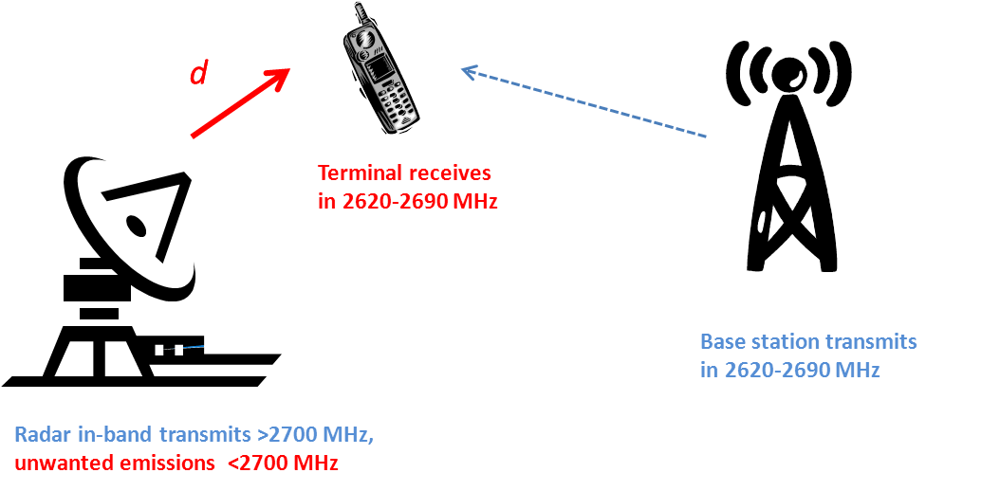 d
Terminal receives
in 2620-2690 MHz
Base station transmits
in 2620-2690 MHz
Radar in-band transmits >2700 MHz,
unwanted emissions  <2700 MHz